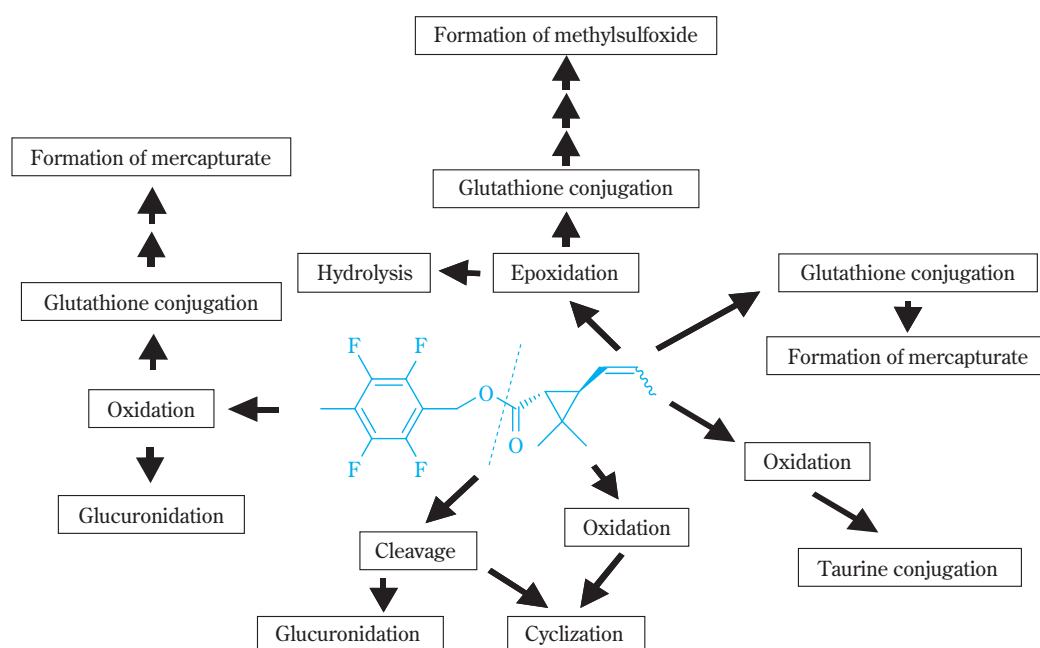 Formation of methylsulfoxide
Formation of mercapturate
Glutathione conjugation
Hydrolysis
Epoxidation
Glutathione conjugation
Glutathione conjugation
Formation of mercapturate
F
F
O
O
F
F
Oxidation
Oxidation
Glucuronidation
Oxidation
Cleavage
Taurine conjugation
Glucuronidation
Cyclization